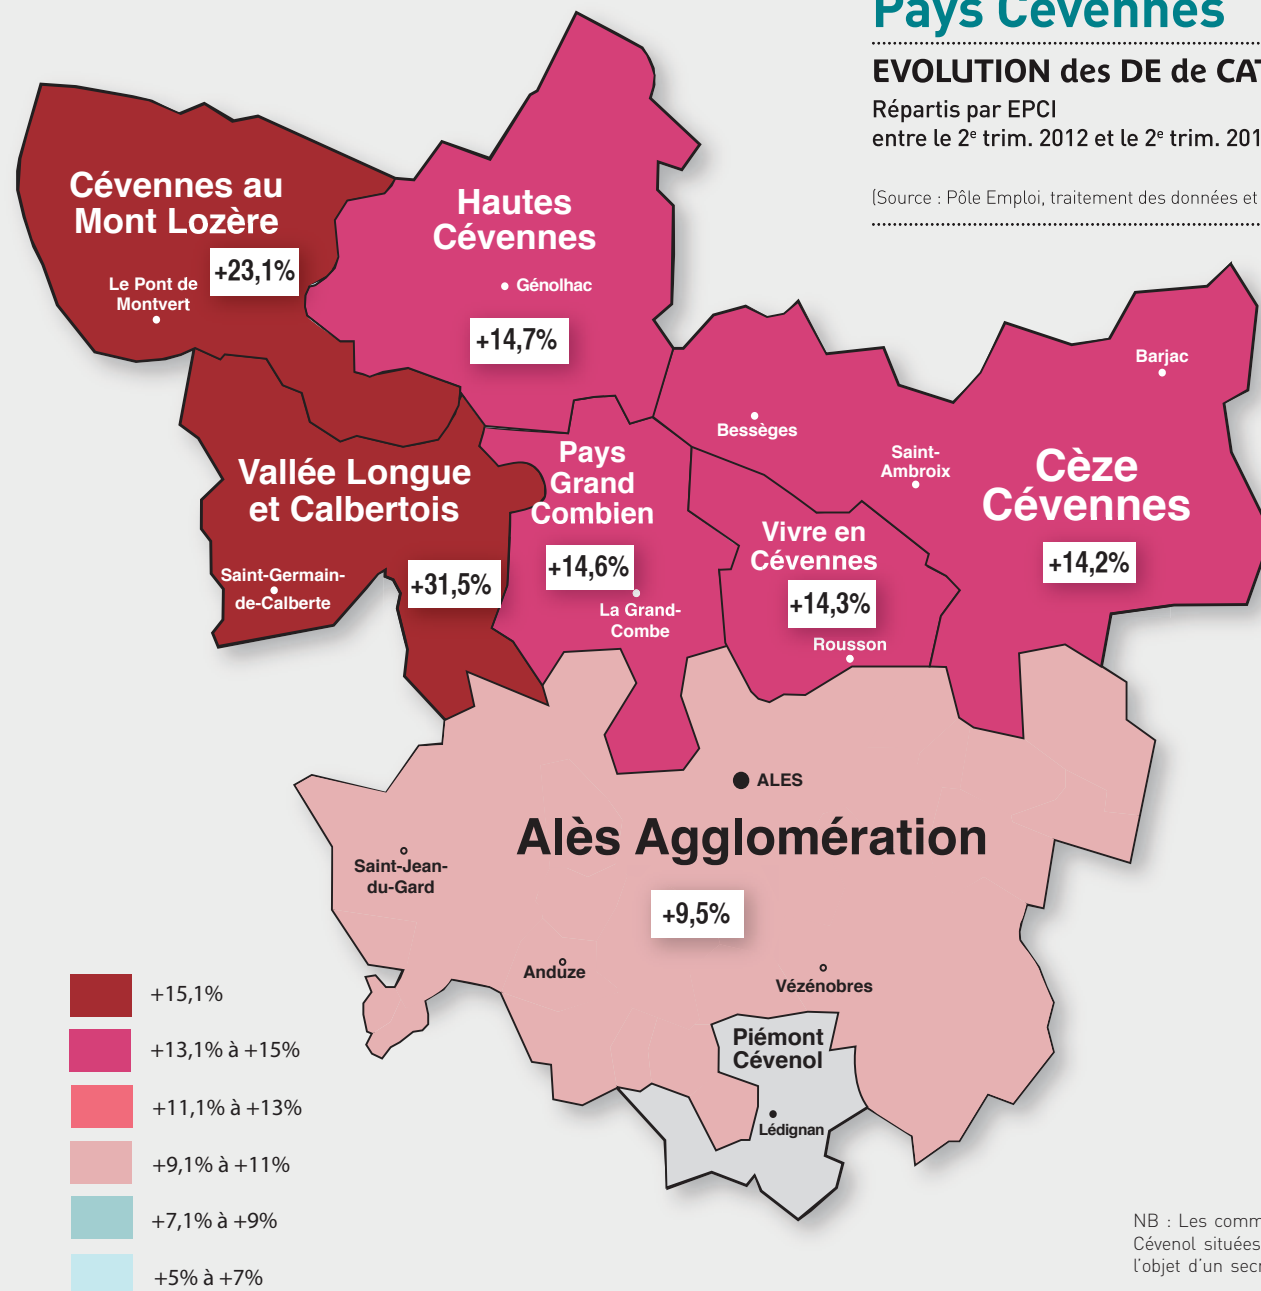 Pays Cévennes
EVOLUTION des DE de
Répartis par EPCI
entre le 2e trim. 2012 et le 2e trim.
(Source : Pôle Emploi, traitement des données et
Cévennes au
Mont Lozère
+23,1%
Le Pont de
Montvert
Hautes
Cévennes
Génolhac
+14,7%
Barjac
Bessèges
Saint-
Ambroix
Cèze
Cévennes
+14,2%
Vallée Longue
et Calbertois
Saint-Germain-
de-Calberte
+31,5%
Pays
Grand
Combien
+14,6%
La Grand-
Combe
Vivre en
Cévennes
+14,3%
Rousson
ALES
Alès Agglomération
+9,5%
Saint-Jean-
du-Gard
Anduze
Vézénobres
Piémont
Cévenol
Lédignan
+15,1%
+13,1% à +15%
+11,1% à +13%
+9,1% à +11%
+7,1% à +9%
+5% à +7%
NB : Les
Cévenol situées
l'objet d'un